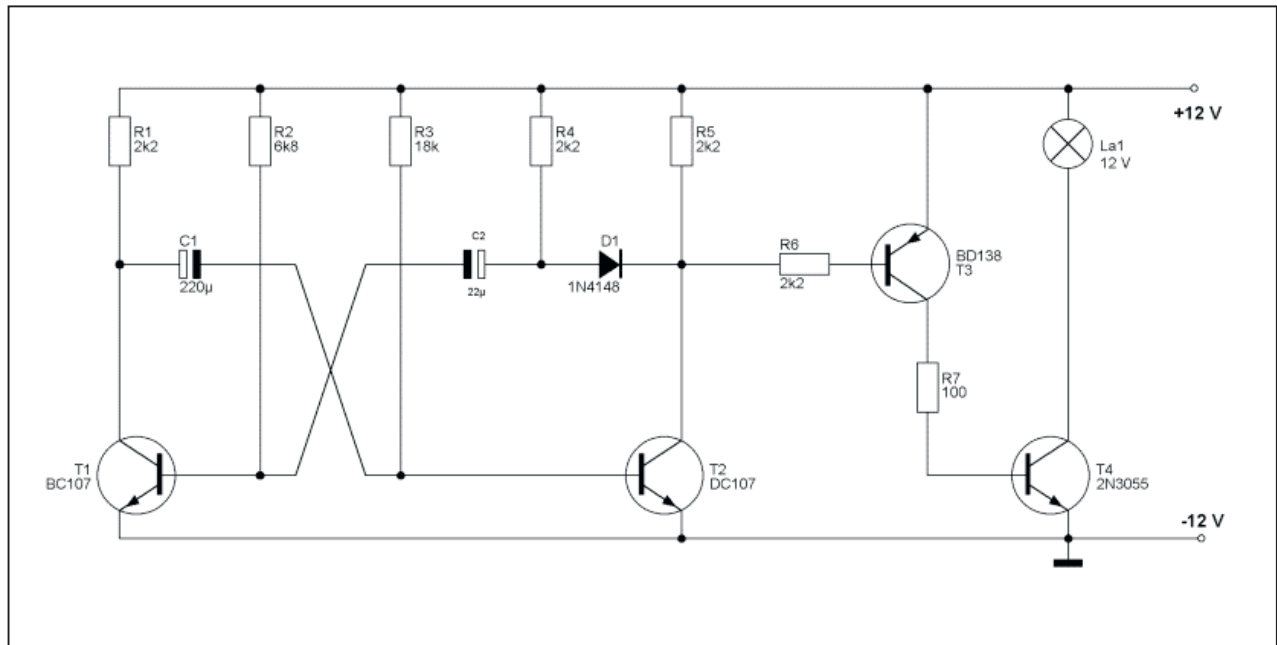 +12 V
R1
2k2
R2
6k8
R3
18k
R4
2k2
R5
2k2
La1
12 V
C1
220µ
C2
22µ
D1
1N4148
R6
2k2
BD138
T3
R7
100
T1
BC107
T2
DC107
T4
2N3055
-12 V